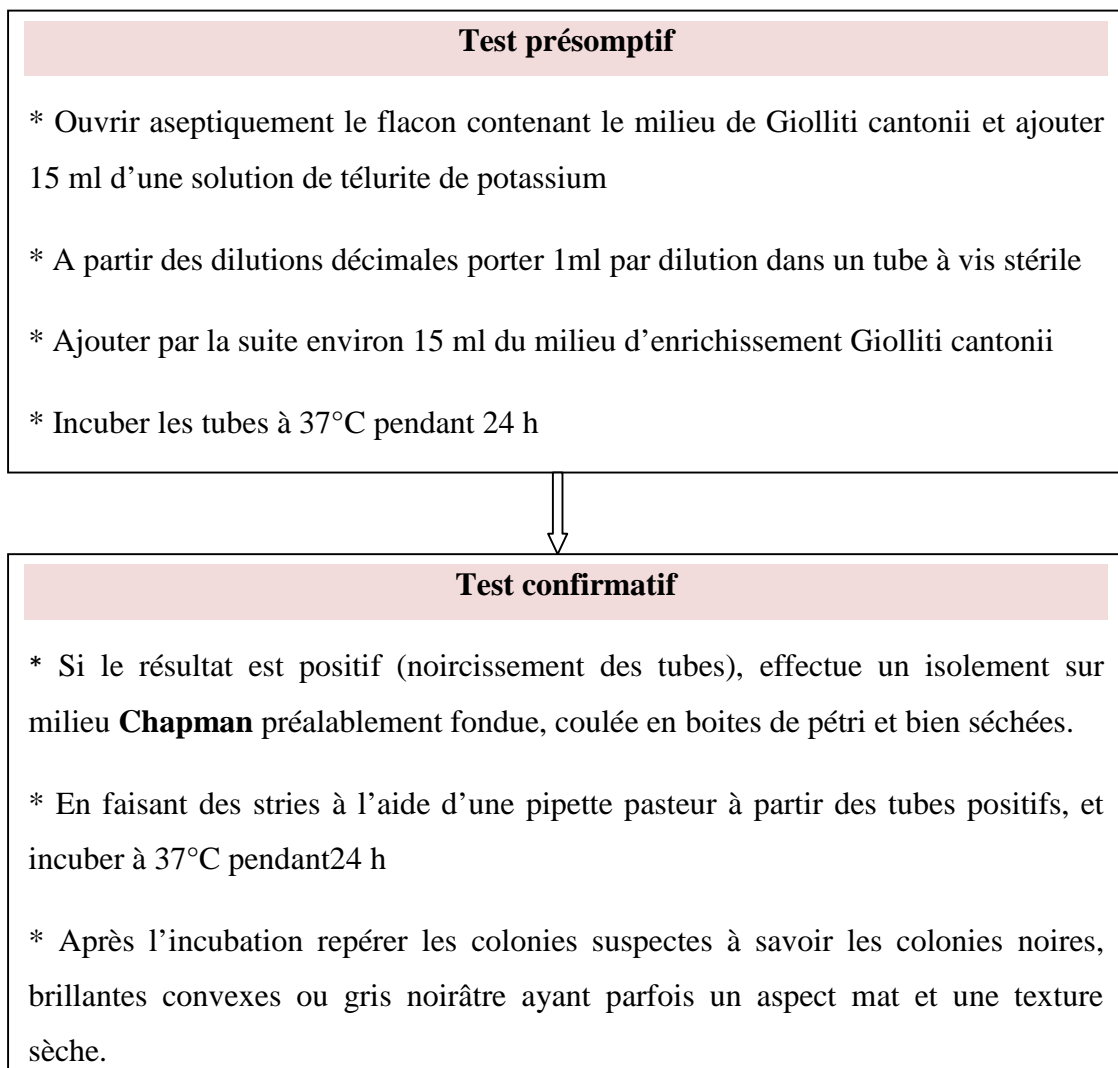 Test présomptif
* Ouvrir aseptiquement le flacon contenant le milieu de Giolliti cantonii et ajouter
15 ml d’une solution de télurite de potassium
* A partir des dilutions décimales porter 1ml par dilution dans un tube à vis stérile
* Ajouter par la suite environ 15 ml du milieu d’enrichissement Giolliti cantonii
* Incuber les tubes à 37°C pendant 24 h
Test confirmatif
* Si le résultat est positif (noircissement des tubes), effectue un isolement sur
milieu Chapman préalablement fondue, coulée en boites de pétri et bien séchées.
* En faisant des stries à l’aide d’une pipette pasteur à partir des tubes positifs, et
incuber à 37°C pendant24 h
* Après l’incubation repérer les colonies suspectes à savoir les colonies noires,
brillantes convexes ou gris noirâtre ayant parfois un aspect mat et une texture
sèche.